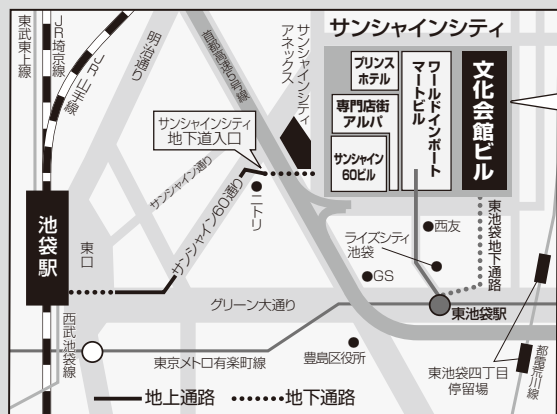 東武東上線
JR埼京線
JR山手線
明治通り
首都高速5号線
サンシャインシティ
アネックス
サンシャインシティ
プリンス
ホテル
専門店街
アルパ
サンシャイン
60ビル
ワールドインポート
マートビル
文化会館ビル
サンシャインシティ
地下道入口
サンシャイン通り
サンシャイン60通り
ニトリ
池袋駅
東口
西友
ライズシティ
池袋
GS
東池袋地下通路
グリーン大通り
東池袋駅
西武池袋線
東京メトロ有楽町線
豊島区役所
東池袋四丁目
停留場
都電荒川線
地上通路
地下通路